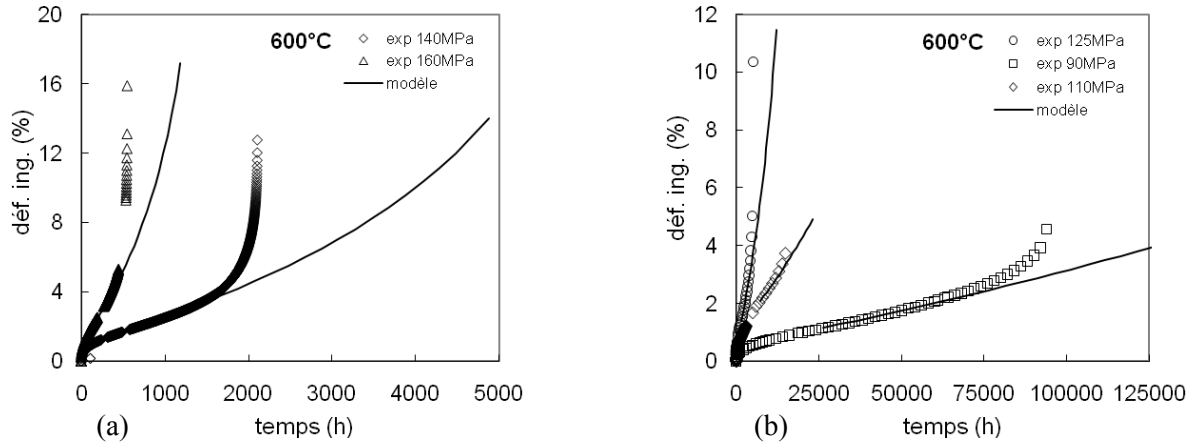 20
16
12
8
4
0
déf. ing. (%)
600°C
exp 140MPa
exp 160MPa
modèle
0 1000 2000 3000 4000 5000
(a)
temps (h)
12
10
8
6
4
2
0
déf. ing. (%)
600°C
exp 125MPa
exp 90MPa
exp 110MPa
modèle
0 25000 50000 75000 100000 125000
(b)
temps (h)